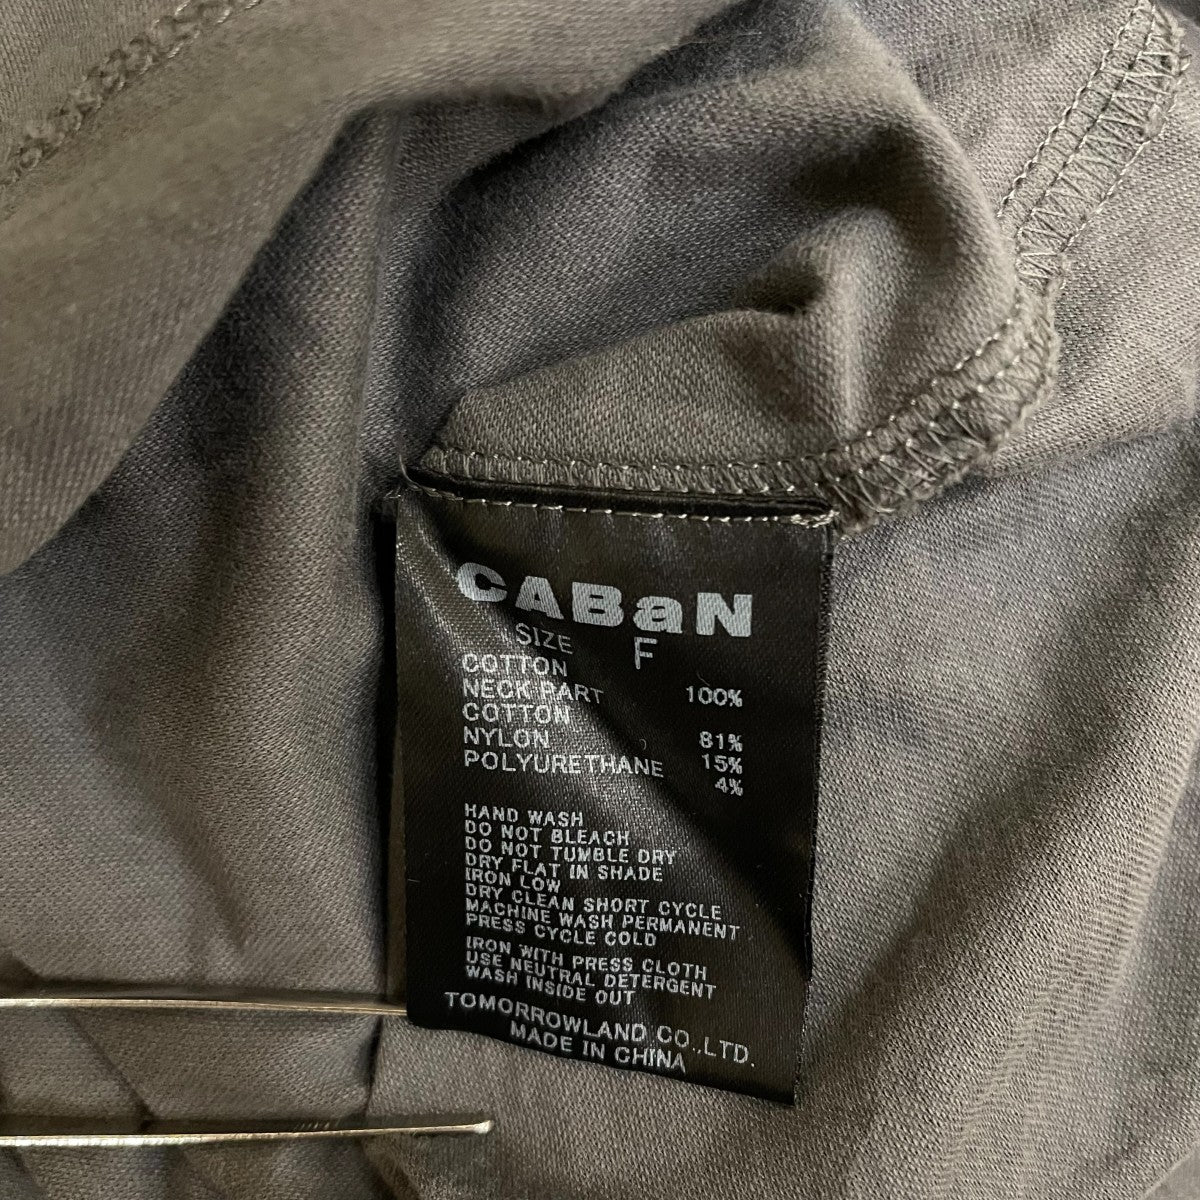 CABaN
SIZE F
COTTON 100%
NECK PART
COTTON 81%
NYLON 15%
POLYURETHANE 4%
HAND WASH
DO NOT BLEACH
DO NOT TUMBLE DRY
DRY FLAT IN SHADE
IRON LOW
DRY CLEAN SHORT CYCLE
MACHINE WASH PERMANENT
PRESS CYCLE COLD
IRON WITH PRESS CLOTH
USE NEUTRAL DETERGENT
WASH INSIDE OUT
TOMORROWLAND CO.,LTD.
MADE IN CHINA